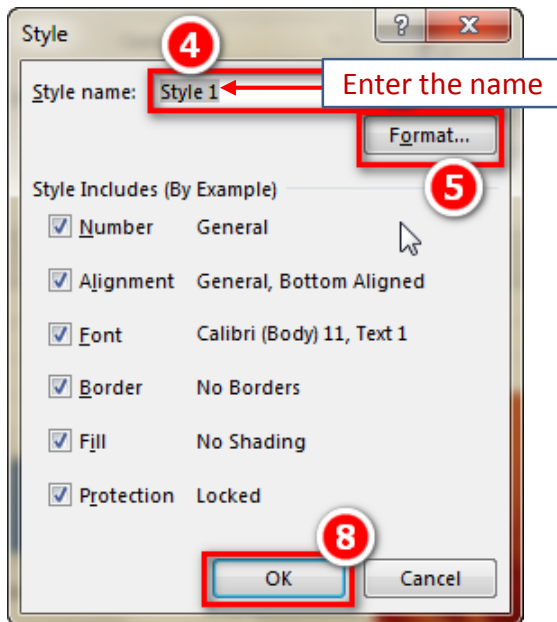 Style
4
Style name: Style 1 Enter the name
Format...
5
Style Includes (By Example)
Number General
Alignment General, Bottom Aligned
Font Calibri (Body) 11, Text 1
Border No Borders
Fill No Shading
Protection Locked
8
OK Cancel